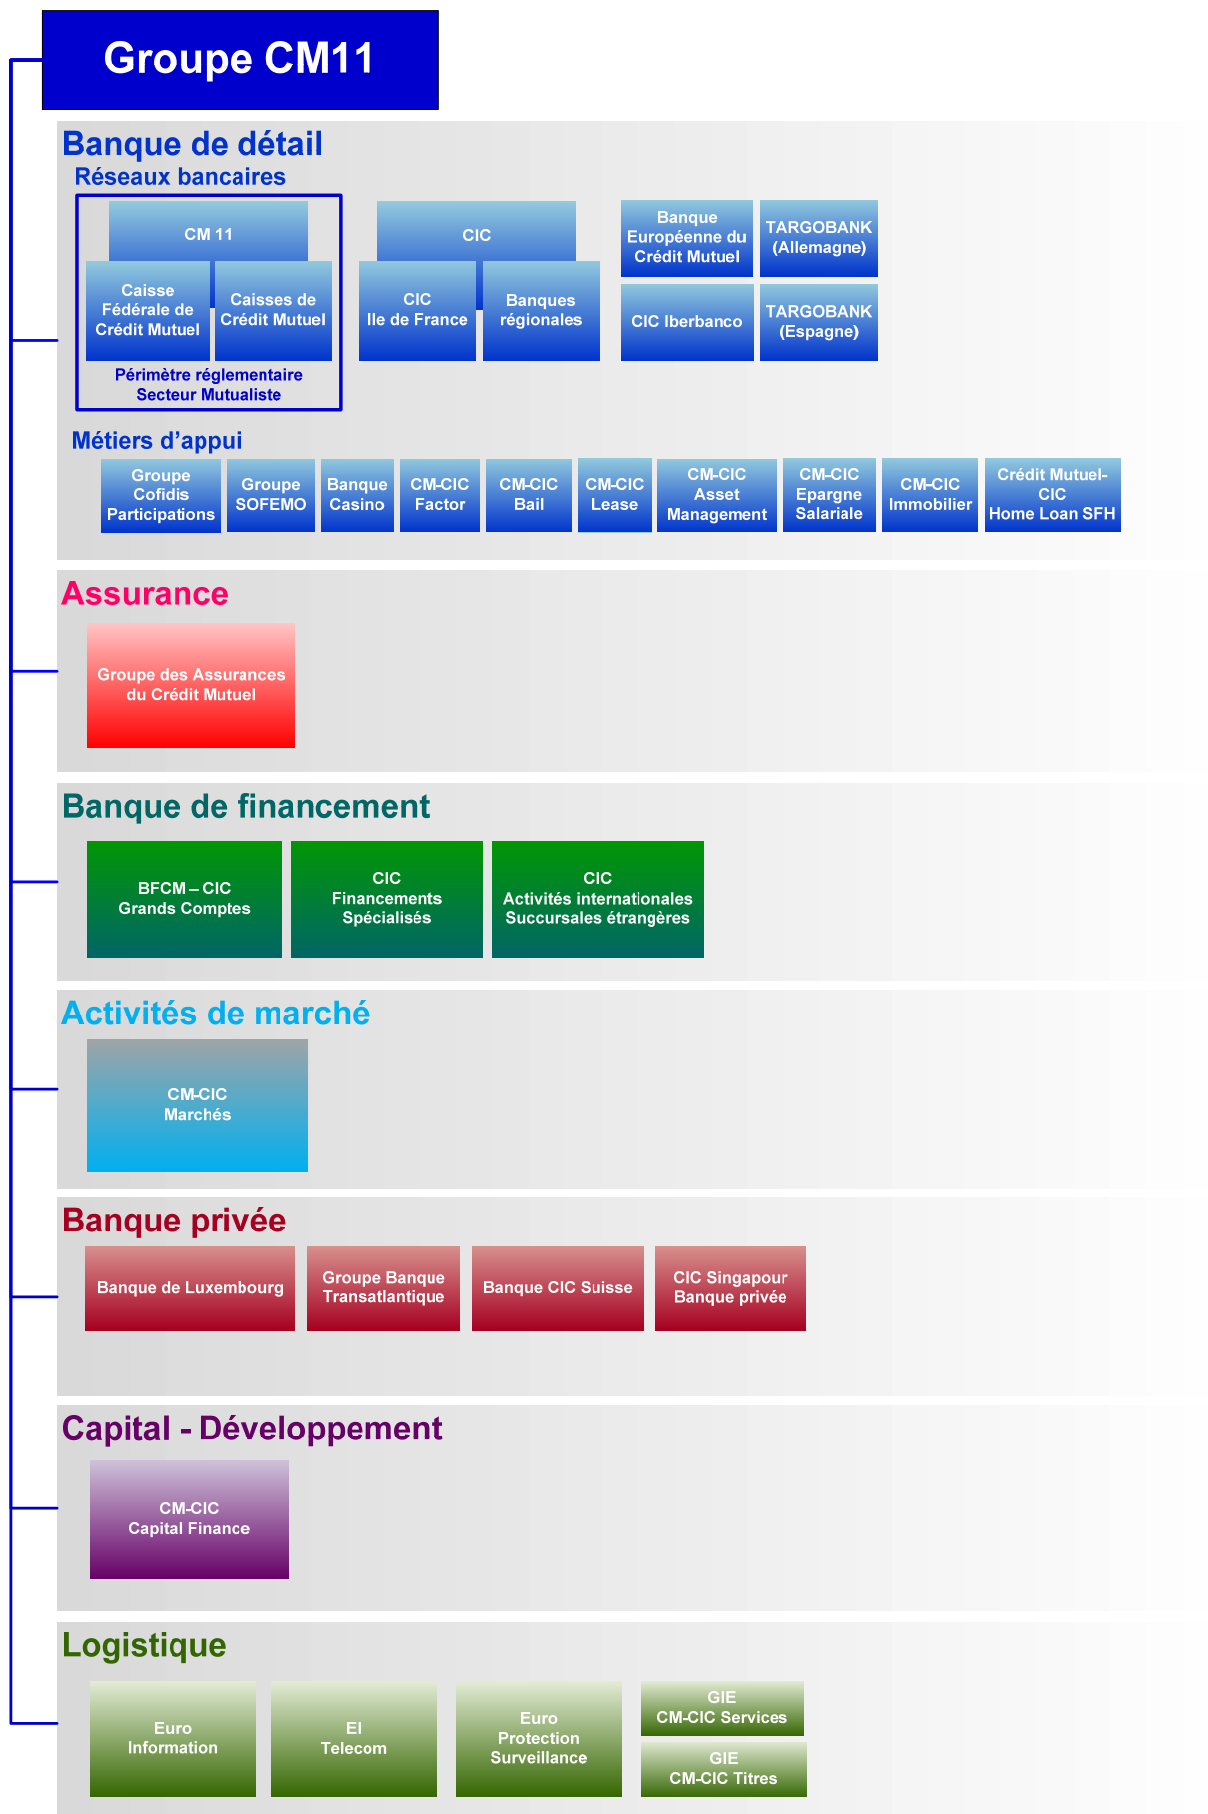 Groupe CM11
Banque de détail
Réseaux bancaires
CM 11
Caisse
Fédérale de
Crédit Mutuel
Caisses de
Crédit Mutuel
Périmètre réglementaire
Secteur Mutualiste
CIC
CIC
Ile de France
Banques
régionales
Banque
Européenne du
Crédit Mutuel
TARGOBANK
(Allemagne)
CIC Iberbanco
TARGOBANK
(Espagne)
Métiers d'appui
Groupe
Cofidis
Participations
Groupe
SOFEMO
Banque
Casino
CM-CIC
Factor
CM-CIC
Bail
CM-CIC
Lease
CM-CIC
Asset
Management
CM-CIC
Epargne
Salariale
CM-CIC
Immobilier
Crédit Mutuel-
CIC
Home Loan SFH
Assurance
Groupe des Assurances
du Crédit Mutuel
Banque de financement
BFCM – CIC
Grands Comptes
CIC
Financements
Spécialisés
CIC
Activités internationales
Succursales étrangères
Activités de marché
CM-CIC
Marchés
Banque privée
Banque de Luxembourg
Groupe Banque
Transatlantique
Banque CIC Suisse
CIC Singapour
Banque privée
Capital - Développement
CM-CIC
Capital Finance
Logistique
Euro
Information
EI
Telecom
Euro
Protection
Surveillance
GIE
CM-CIC Services
GIE
CM-CIC Titres